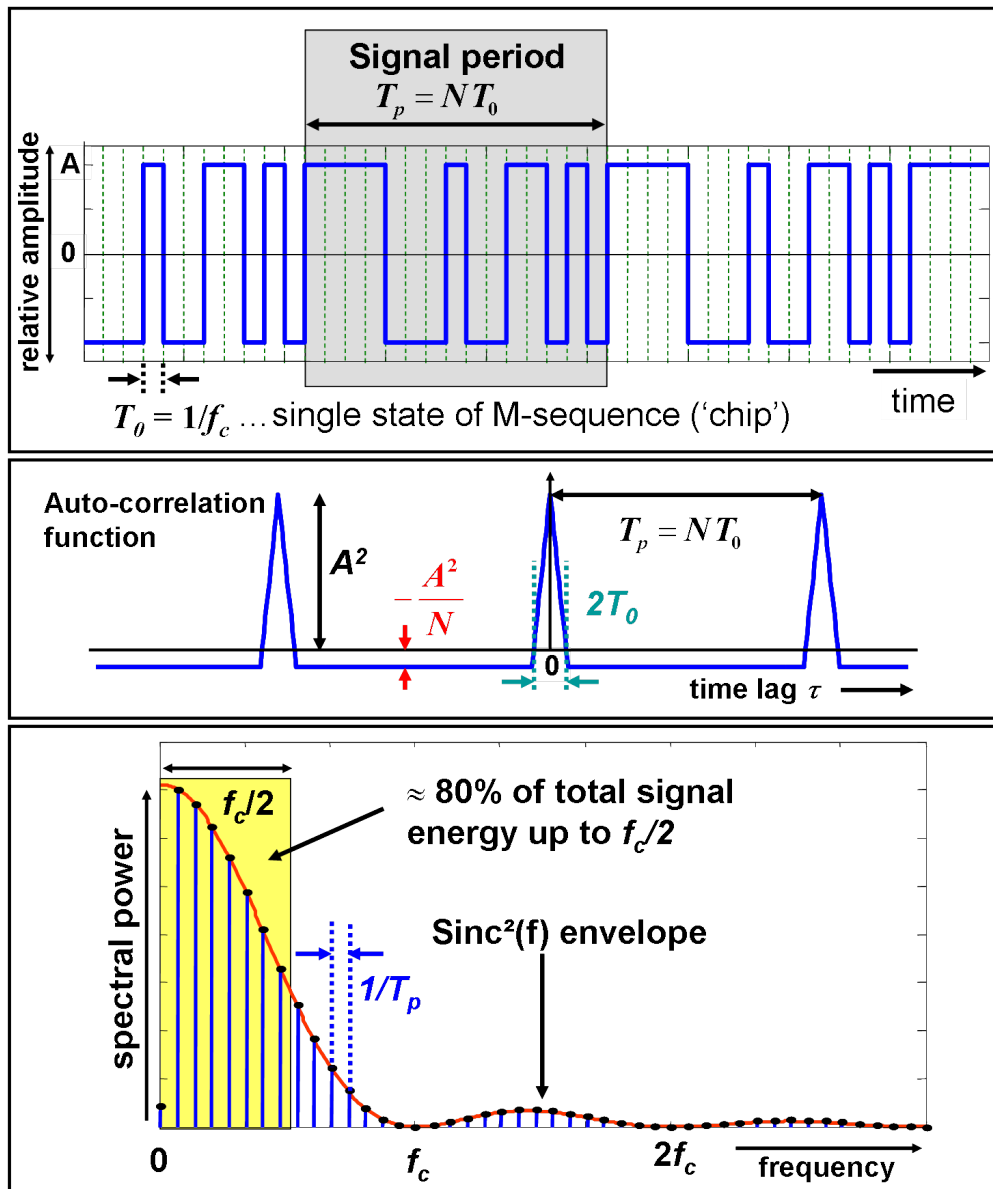 Signal period
T_p = N T_0
relative amplitude
A
0
time
T_0 = 1/f_c ... single state of M-sequence (‘chip’)
Auto-correlation
function
A²
- A²/N
2T_0
T_p = N T_0
0
time lag τ
f_c/2
≈ 80% of total signal
energy up to f_c/2
spectral power
Sinc²(f) envelope
1/T_p
0
f_c
2f_c
frequency